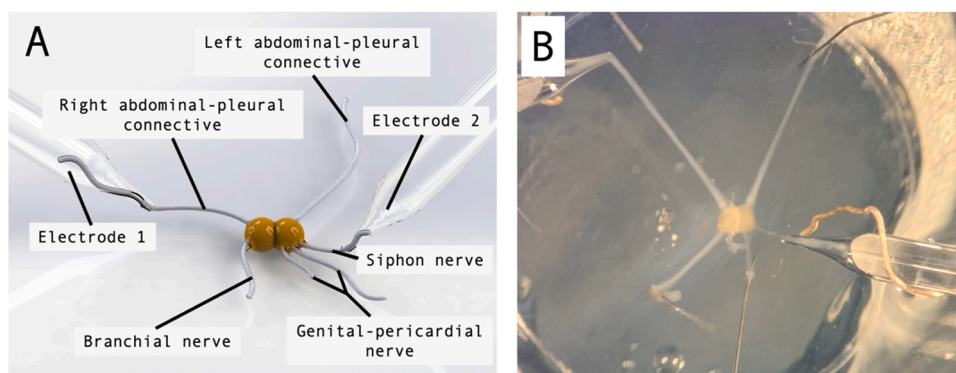 A
Left abdominal-pleural
connective
Right abdominal-pleural
connective
Electrode 2
Electrode 1
Siphon nerve
Branchial nerve
Genital-pericardial
nerve
B